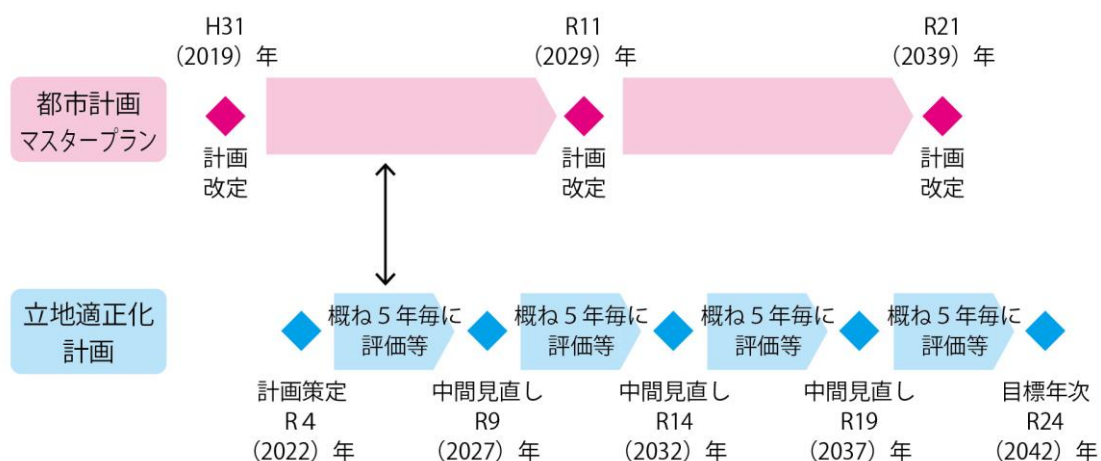 H31
(2019) 年
R11
(2029) 年
R21
(2039) 年
都市計画
マスタープラン
計画
改定
計画
改定
計画
改定
立地適正化
計画
概ね５年毎に
評価等
概ね５年毎に
評価等
概ね５年毎に
評価等
概ね５年毎に
評価等
計画策定
R４
(2022) 年
中間見直し
R9
(2027) 年
中間見直し
R14
(2032) 年
中間見直し
R19
(2037) 年
目標年次
R24
(2042) 年